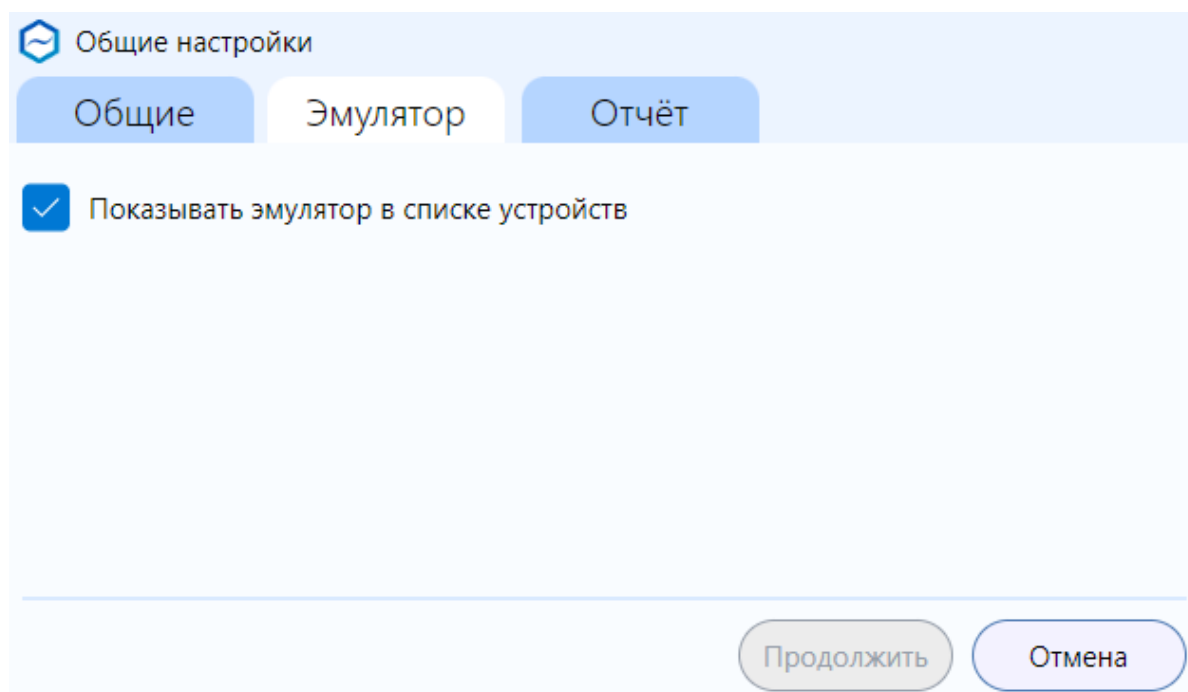 Общие настройки
Общие Эмулятор Отчёт
Показывать эмулятор в списке устройств
Продолжить Отмена